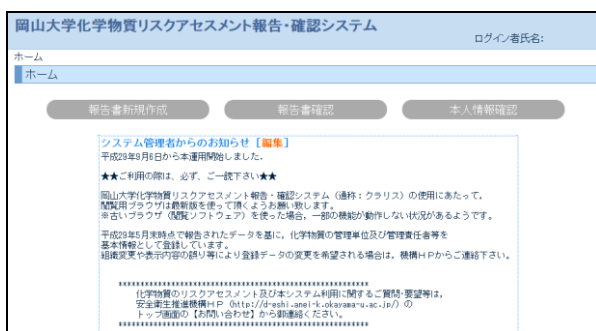 岡山大学化学物質リスクアセスメント報告・確認システム
ログイン者氏名:
ホーム
ホーム
報告書新規作成
報告書確認
本人情報確認
システム管理者からのお知らせ [編集]
平成29年9月6日から本運用開始しました。
★★ご利用の際は、必ず、ご一読下さい★★
岡山大学化学物質リスクアセスメント報告・確認システム（通称：クラリス）の使用にあたって、
閲覧用ブラウザは最新版を使って頂くようお願い致します。
※古いブラウザ（閲覧ソフトウェア）を使った場合、一部の機能が動作しない状況があるようです。
平成29年5月末時点で報告されたデータを基に、化学物質の管理単位及び管理責任者等を
基本情報として登録しています。
組織変更や表示内容の誤り等により登録データの変更を希望される場合は、機構HPからご連絡下さい。
**************************************************************
化学物質のリスクアセスメント及び本システム利用に関するご質問・要望等は、
安全衛生推進機構HP（http://d-eshi.anei-k.okayama-u.ac.jp/）の
トップ画面の【お問い合わせ】から御連絡ください。
**************************************************************